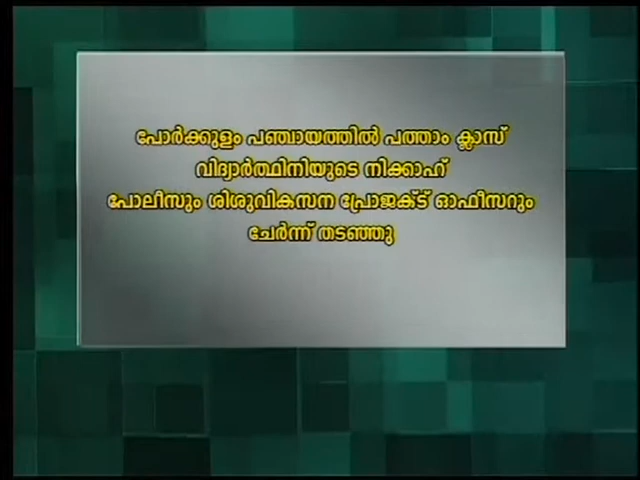 പോർക്കുളം പഞ്ചായത്തിൽ പത്താം ക്ലാസ്
വിദ്യാർത്ഥിനിയുടെ നിക്കാഹ്
പോലീസും ശിശുവികസന പ്രോജക്ട് ഓഫീസറും
ചേർന്ന് തടഞ്ഞു